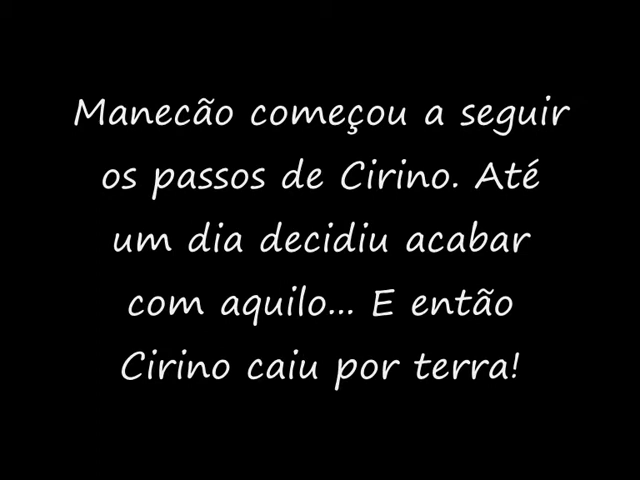 Manecão começou a seguir
os passos de Cirino. Até
um dia decidiu acabar
com aquilo... E então
Cirino caiu por terra!